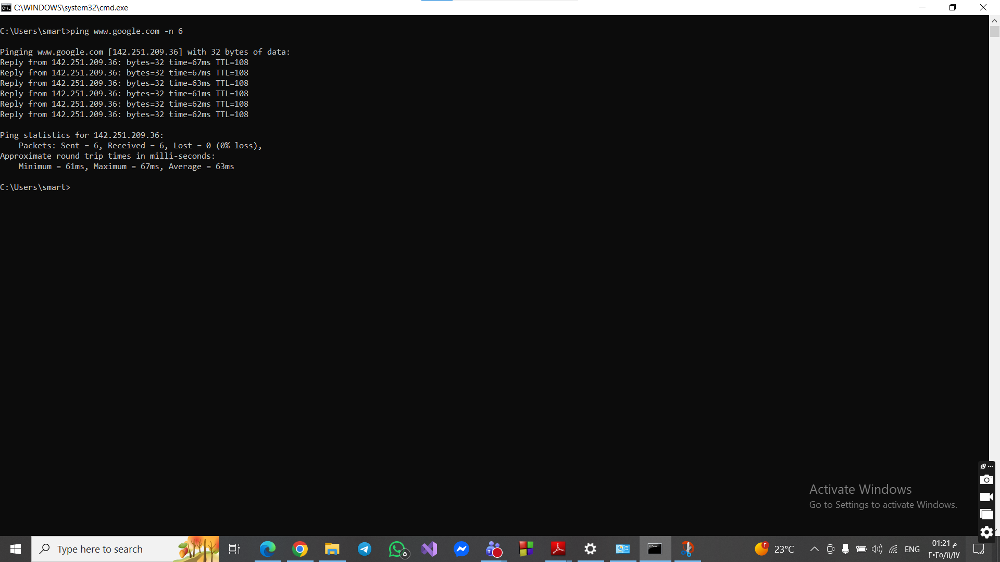 C:\WINDOWS\system32\cmd.exe
C:\Users\smart>ping www.google.com -n 6
Pinging www.google.com [142.251.209.36] with 32 bytes of data:
Reply from 142.251.209.36: bytes=32 time=67ms TTL=108
Reply from 142.251.209.36: bytes=32 time=67ms TTL=108
Reply from 142.251.209.36: bytes=32 time=63ms TTL=108
Reply from 142.251.209.36: bytes=32 time=61ms TTL=108
Reply from 142.251.209.36: bytes=32 time=62ms TTL=108
Reply from 142.251.209.36: bytes=32 time=62ms TTL=108
Ping statistics for 142.251.209.36:
    Packets: Sent = 6, Received = 6, Lost = 0 (0% loss),
Approximate round trip times in milli-seconds:
    Minimum = 61ms, Maximum = 67ms, Average = 63ms
C:\Users\smart>
Activate Windows
Go to Settings to activate Windows.
Type here to search
٥
٢
23°C
ENG
01:21 م
٢٠٢٥/١١/١٧